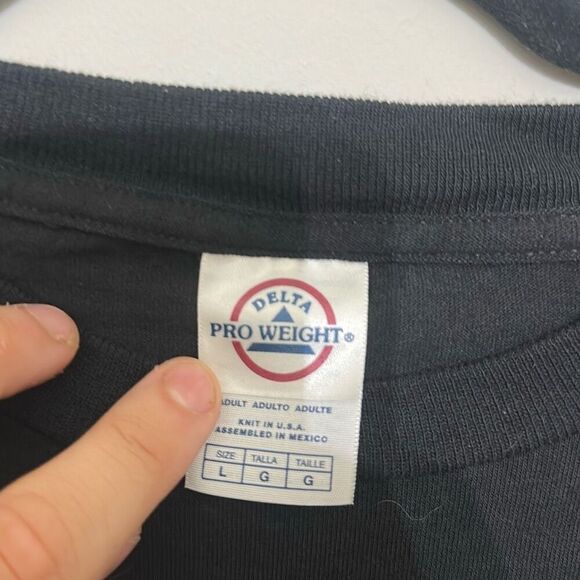 DELTA
PRO WEIGHT®
ADULT ADULTO ADULTE
KNIT IN U.S.A.
ASSEMBLED IN MEXICO
SIZE TALLA TAILLE
L G G